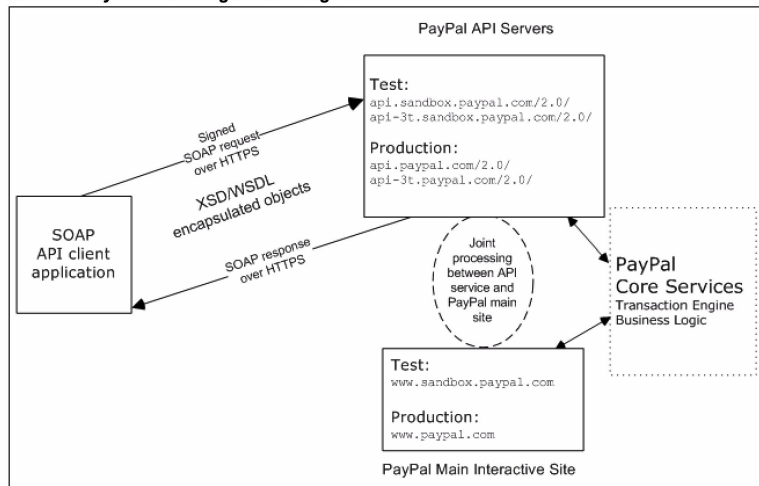 PayPal API Servers
Test:
api.sandbox.paypal.com/2.0/
api-3t.sandbox.paypal.com/2.0/
Production:
api.paypal.com/2.0/
api-3t.paypal.com/2.0/
Signed
SOAP request
over HTTPS
XSD/WSDL
encapsulated objects
SOAP
API client
application
SOAP response
over HTTPS
Joint
processing
between API
service and
PayPal main
site
PayPal
Core Services
Transaction Engine
Business Logic
Test:
www.sandbox.paypal.com
Production:
www.paypal.com
PayPal Main Interactive Site